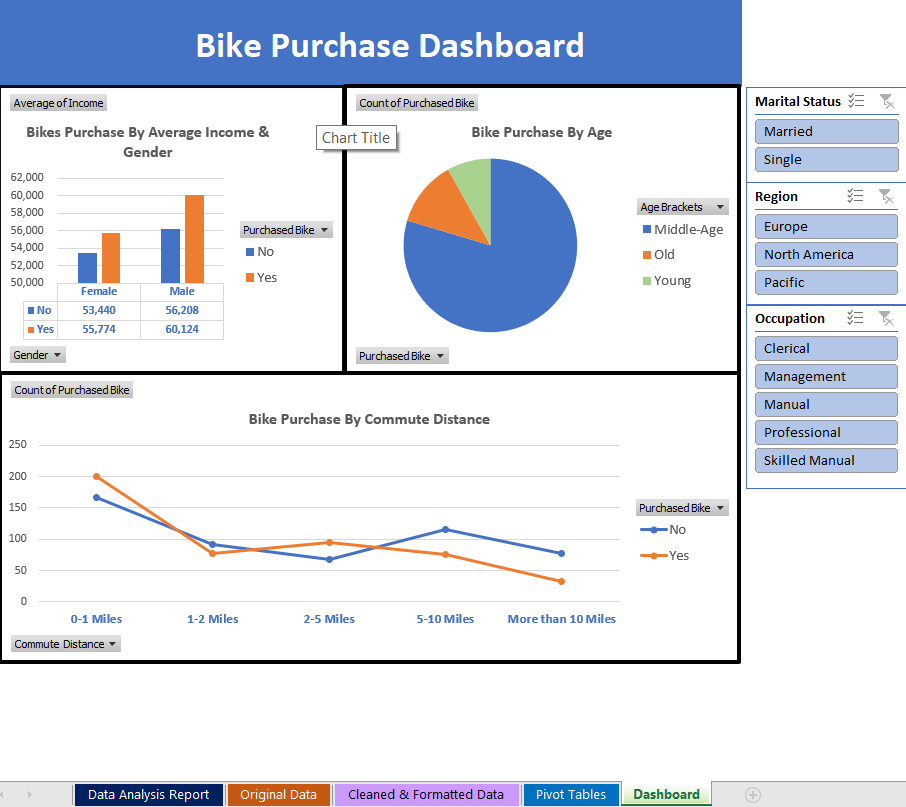 Bike Purchase Dashboard
Average of Income
Bikes Purchase By Average Income &
Gender
62,000
60,000
58,000
56,000
54,000
52,000
50,000
Female Male
No 53,440 56,208
Yes 55,774 60,124
Purchased Bike
No
Yes
Gender
Chart Title
Count of Purchased Bike
Bike Purchase By Age
Age Brackets
Middle-Age
Old
Young
Purchased Bike
Marital Status
Married
Single
Region
Europe
North America
Pacific
Occupation
Clerical
Management
Manual
Professional
Skilled Manual
Count of Purchased Bike
Bike Purchase By Commute Distance
250
200
150
100
50
0
0-1 Miles 1-2 Miles 2-5 Miles 5-10 Miles More than 10 Miles
Purchased Bike
No
Yes
Commute Distance
Data Analysis Report Original Data Cleaned & Formatted Data Pivot Tables Dashboard